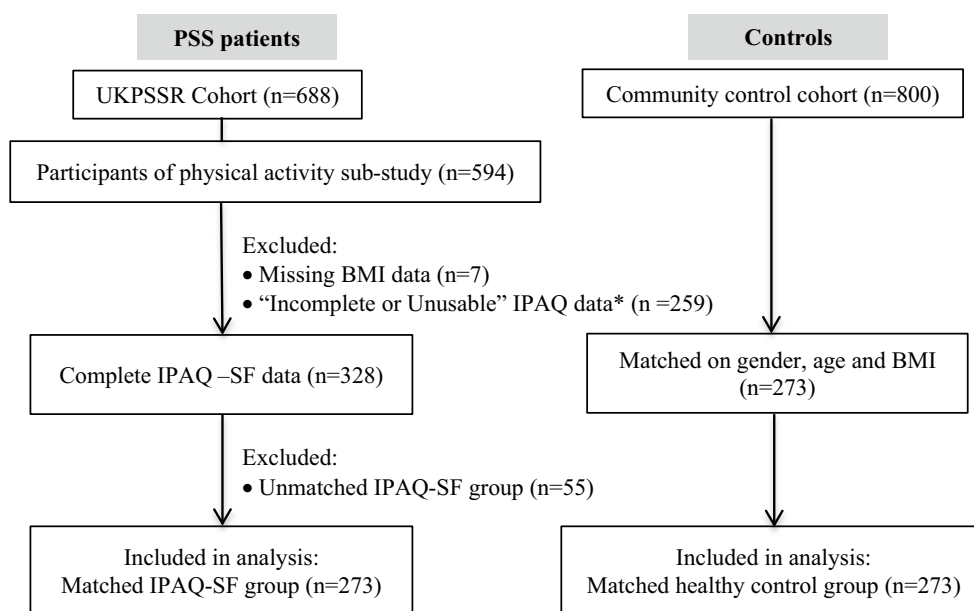 PSS patients
UKPSSR Cohort (n=688)
Participants of physical activity sub-study (n=594)
Excluded:
• Missing BMI data (n=7)
• “Incomplete or Unusable” IPAQ data* (n =259)
Complete IPAQ –SF data (n=328)
Excluded:
• Unmatched IPAQ-SF group (n=55)
Included in analysis:
Matched IPAQ-SF group (n=273)
Controls
Community control cohort (n=800)
Matched on gender, age and BMI
(n=273)
Included in analysis:
Matched healthy control group (n=273)